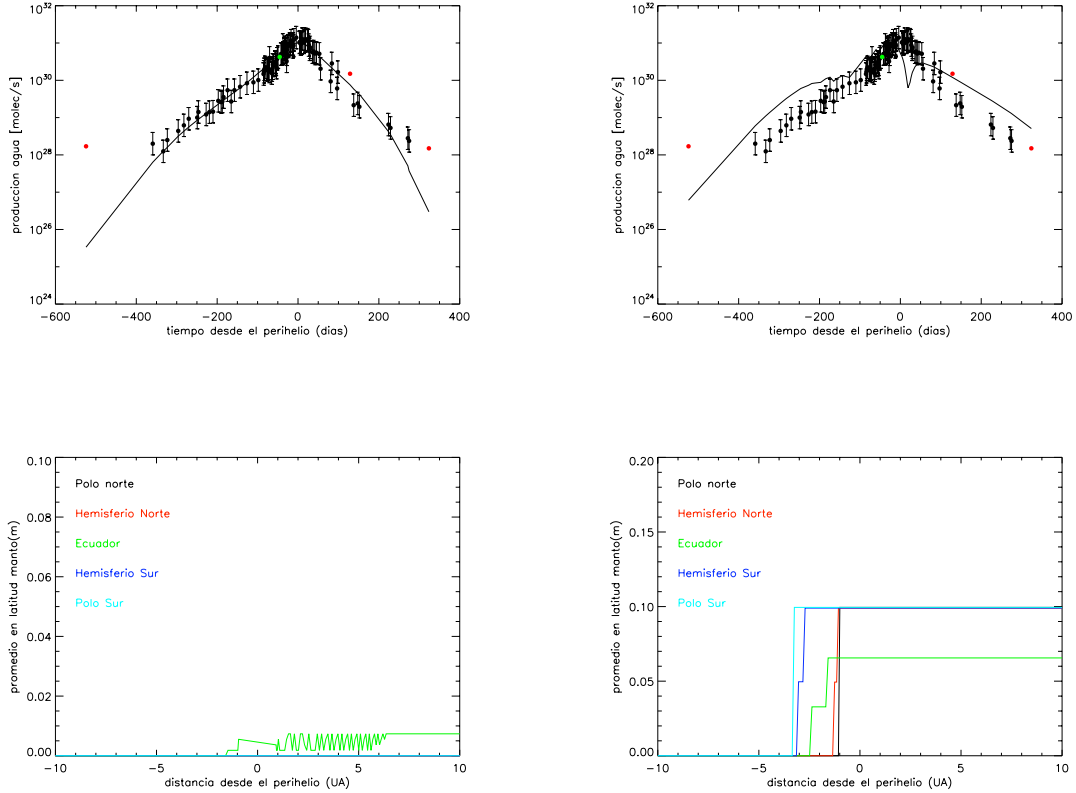 10^32
10^30
10^28
10^26
10^24
produccion agua [molec/s]
-600 -400 -200 0 200 400
tiempo desde el perihelio (dias)
10^32
10^30
10^28
10^26
10^24
produccion agua [molec/s]
-600 -400 -200 0 200 400
tiempo desde el perihelio (dias)
0.10
0.08
0.06
0.04
0.02
0.00
promedio en latitud manto(m)
Polo norte
Hemisferio Norte
Ecuador
Hemisferio Sur
Polo Sur
-10 -5 0 5 10
distancia desde el perihelio (UA)
0.20
0.15
0.10
0.05
0.00
promedio en latitud manto(m)
Polo norte
Hemisferio Norte
Ecuador
Hemisferio Sur
Polo Sur
-10 -5 0 5 10
distancia desde el perihelio (UA)